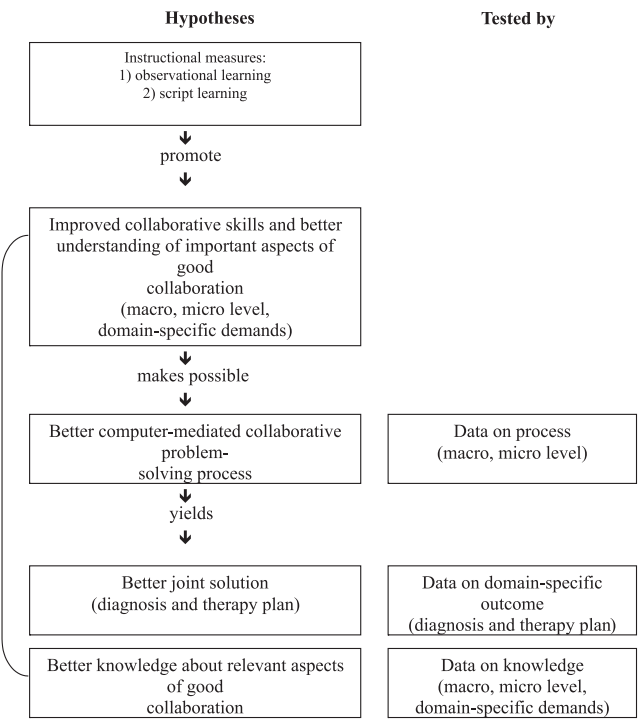 Hypotheses
Tested by
Instructional measures:
1) observational learning
2) script learning
promote
Improved collaborative skills and better
understanding of important aspects of
good
collaboration
(macro, micro level,
domain-specific demands)
makes possible
Better computer-mediated collaborative
problem-
solving process
Data on process
(macro, micro level)
yields
Better joint solution
(diagnosis and therapy plan)
Data on domain-specific
outcome
(diagnosis and therapy plan)
Better knowledge about relevant aspects
of good
collaboration
Data on knowledge
(macro, micro level,
domain-specific demands)